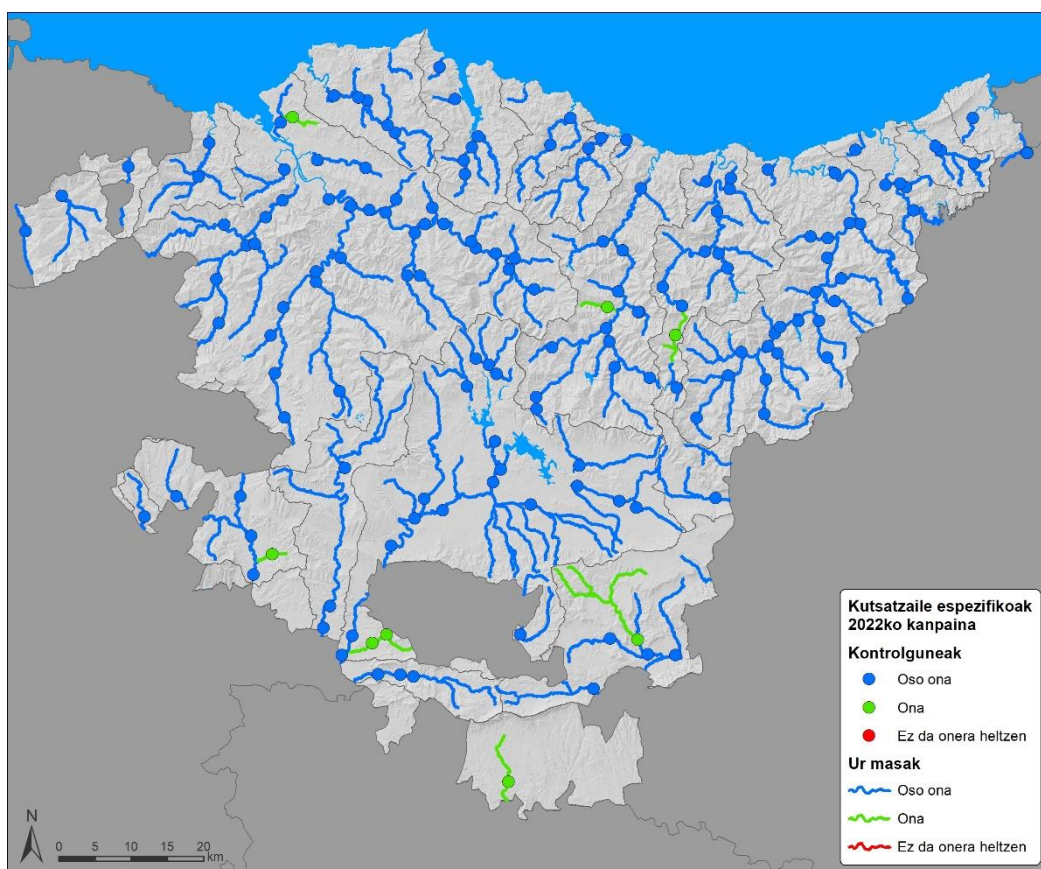 Kutsatzaile espezifikoak
2022ko kanpaina
Kontrolguneak
Oso ona
Ona
Ez da onera heltzen
Ur masak
Oso ona
Ona
Ez da onera heltzen
N
0 5 10 15 20
km